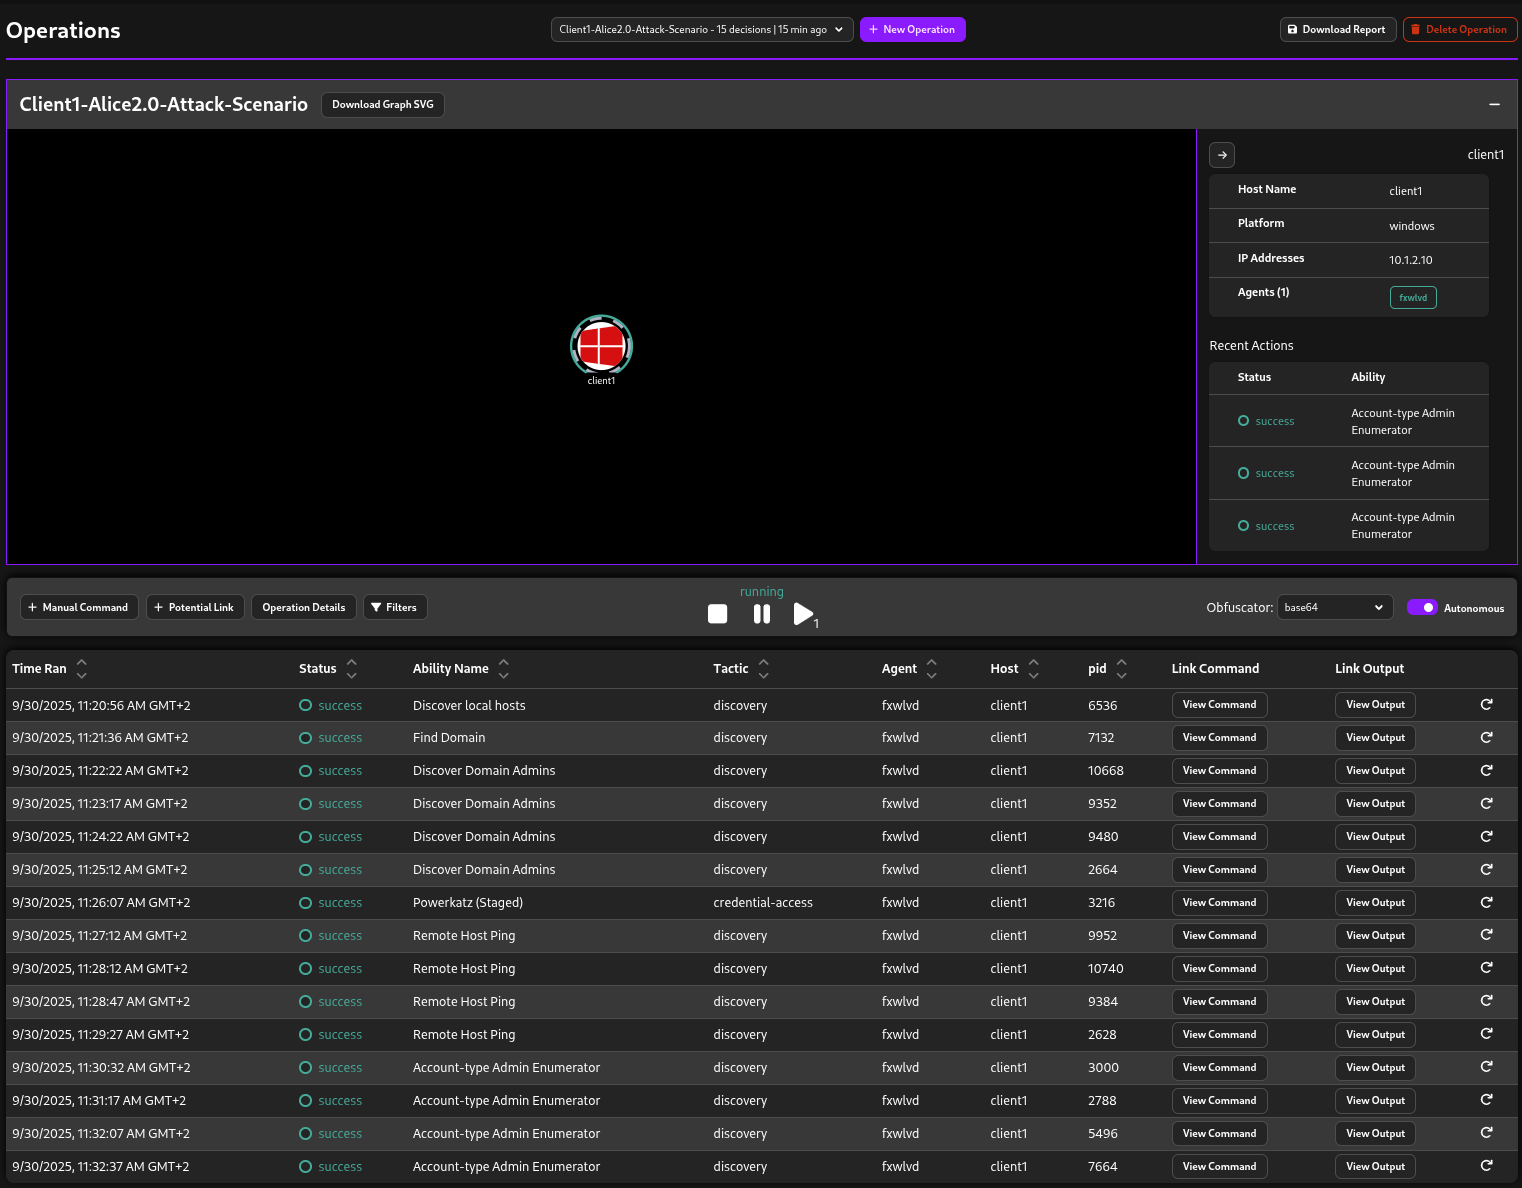 Operations
Client1-Alice2.0-Attack-Scenario - 15 decisions | 15 min ago
+ New Operation
Download Report
Delete Operation
Client1-Alice2.0-Attack-Scenario
Download Graph SVG
client1
client1
Host Name client1
Platform windows
IP Addresses 10.1.2.10
Agents (1) fxwlvd
Recent Actions
Status Ability
success Account-type Admin
Enumerator
success Account-type Admin
Enumerator
success Account-type Admin
Enumerator
+ Manual Command
+ Potential Link
Operation Details
Filters
running
1
Obfuscator: base64
Autonomous
Time Ran Status Ability Name Tactic Agent Host pid Link Command Link Output
9/30/2025, 11:20:56 AM GMT+2 success Discover local hosts discovery fxwlvd client1 6536 View Command View Output
9/30/2025, 11:21:36 AM GMT+2 success Find Domain discovery fxwlvd client1 7132 View Command View Output
9/30/2025, 11:22:22 AM GMT+2 success Discover Domain Admins discovery fxwlvd client1 10668 View Command View Output
9/30/2025, 11:23:17 AM GMT+2 success Discover Domain Admins discovery fxwlvd client1 9352 View Command View Output
9/30/2025, 11:24:22 AM GMT+2 success Discover Domain Admins discovery fxwlvd client1 9480 View Command View Output
9/30/2025, 11:25:12 AM GMT+2 success Discover Domain Admins discovery fxwlvd client1 2664 View Command View Output
9/30/2025, 11:26:07 AM GMT+2 success Powerkatz (Staged) credential-access fxwlvd client1 3216 View Command View Output
9/30/2025, 11:27:12 AM GMT+2 success Remote Host Ping discovery fxwlvd client1 9952 View Command View Output
9/30/2025, 11:28:12 AM GMT+2 success Remote Host Ping discovery fxwlvd client1 10740 View Command View Output
9/30/2025, 11:28:47 AM GMT+2 success Remote Host Ping discovery fxwlvd client1 9384 View Command View Output
9/30/2025, 11:29:27 AM GMT+2 success Remote Host Ping discovery fxwlvd client1 2628 View Command View Output
9/30/2025, 11:30:32 AM GMT+2 success Account-type Admin Enumerator discovery fxwlvd client1 3000 View Command View Output
9/30/2025, 11:31:17 AM GMT+2 success Account-type Admin Enumerator discovery fxwlvd client1 2788 View Command View Output
9/30/2025, 11:32:07 AM GMT+2 success Account-type Admin Enumerator discovery fxwlvd client1 5496 View Command View Output
9/30/2025, 11:32:37 AM GMT+2 success Account-type Admin Enumerator discovery fxwlvd client1 7664 View Command View Output